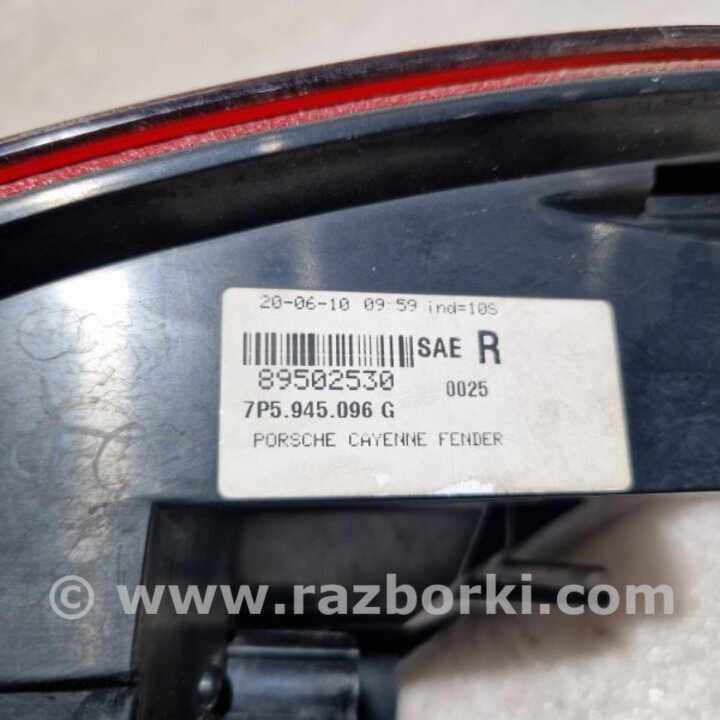 20-06-10 09:59 ind=10S
SAE R
89502530 0025
7P5.945.096 G
PORSCHE CAYENNE FENDER
© www.razborki.com